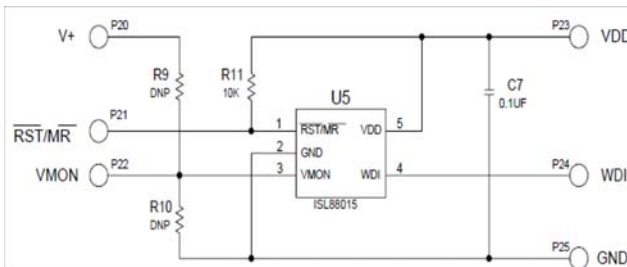 P20
V+
P23
VDD
R9
DNP
R11
10K
U5
C7
0.1UF
P21
RST/MR
1
RST/MR
VDD
5
2
GND
P22
VMON
3
VMON
WDI
4
P24
WDI
ISL88015
R10
DNP
P25
GND